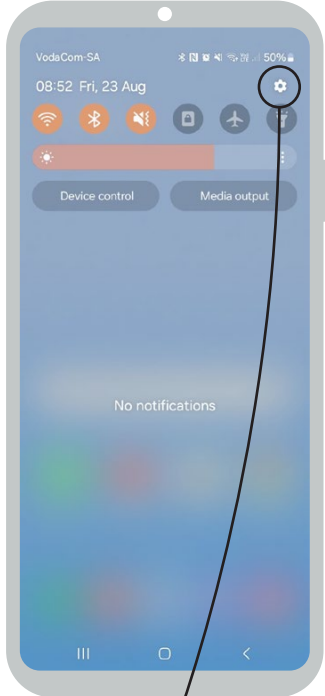 VodaCom-SA 50%
08:52 Fri, 23 Aug
Device control Media output
No notifications